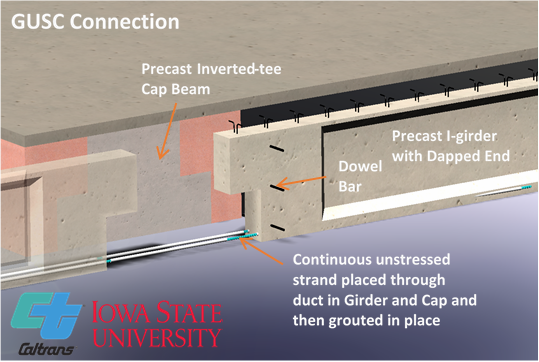 GUSC Connection
Precast Inverted-tee
Cap Beam
Precast I-girder
with Dapped End
Dowel
Bar
Continuous unstressed
strand placed through
duct in Girder and Cap and
then grouted in place
CT
Caltrans
IOWA STATE
UNIVERSITY